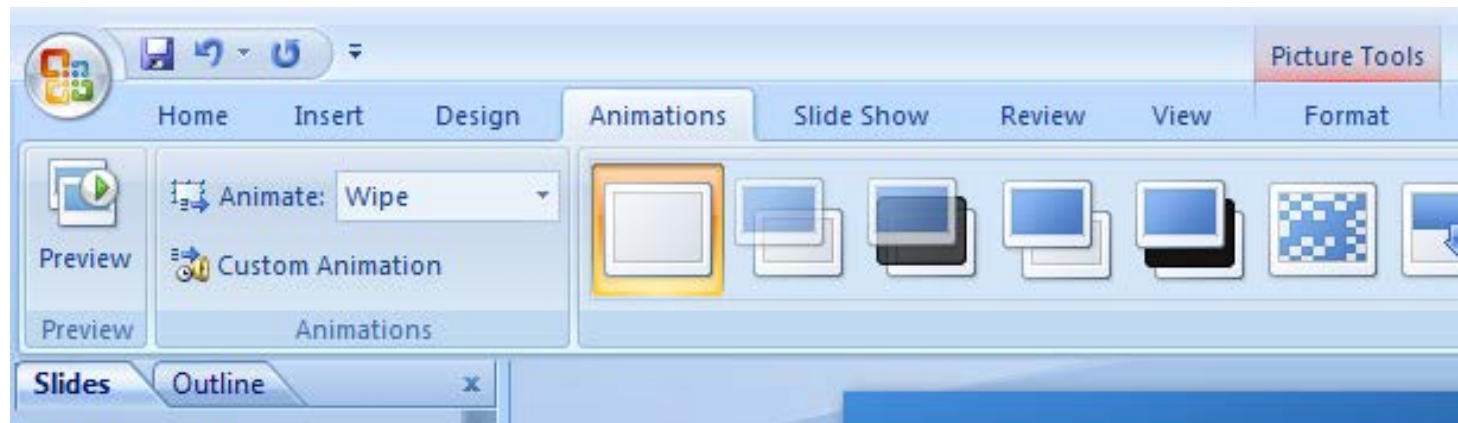 Picture Tools
Home Insert Design Animations Slide Show Review View Format
Animate: Wipe
Preview Custom Animation
Preview Animations
Slides Outline